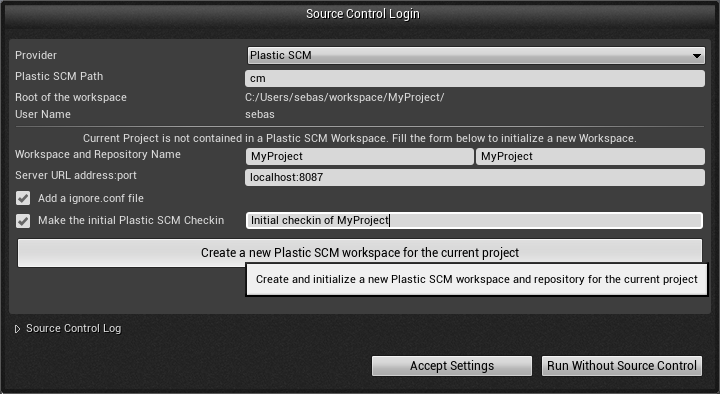 Source Control Login
Provider Plastic SCM
Plastic SCM Path cm
Root of the workspace C:/Users/sebas/workspace/MyProject/
User Name sebas
Current Project is not contained in a Plastic SCM Workspace. Fill the form below to initialize a new Workspace.
Workspace and Repository Name MyProject MyProject
Server URL address:port localhost:8087
Add a ignore.conf file
Make the initial Plastic SCM Checkin Initial checkin of MyProject
Create a new Plastic SCM workspace for the current project
Create and initialize a new Plastic SCM workspace and repository for the current project
Source Control Log
Accept Settings Run Without Source Control